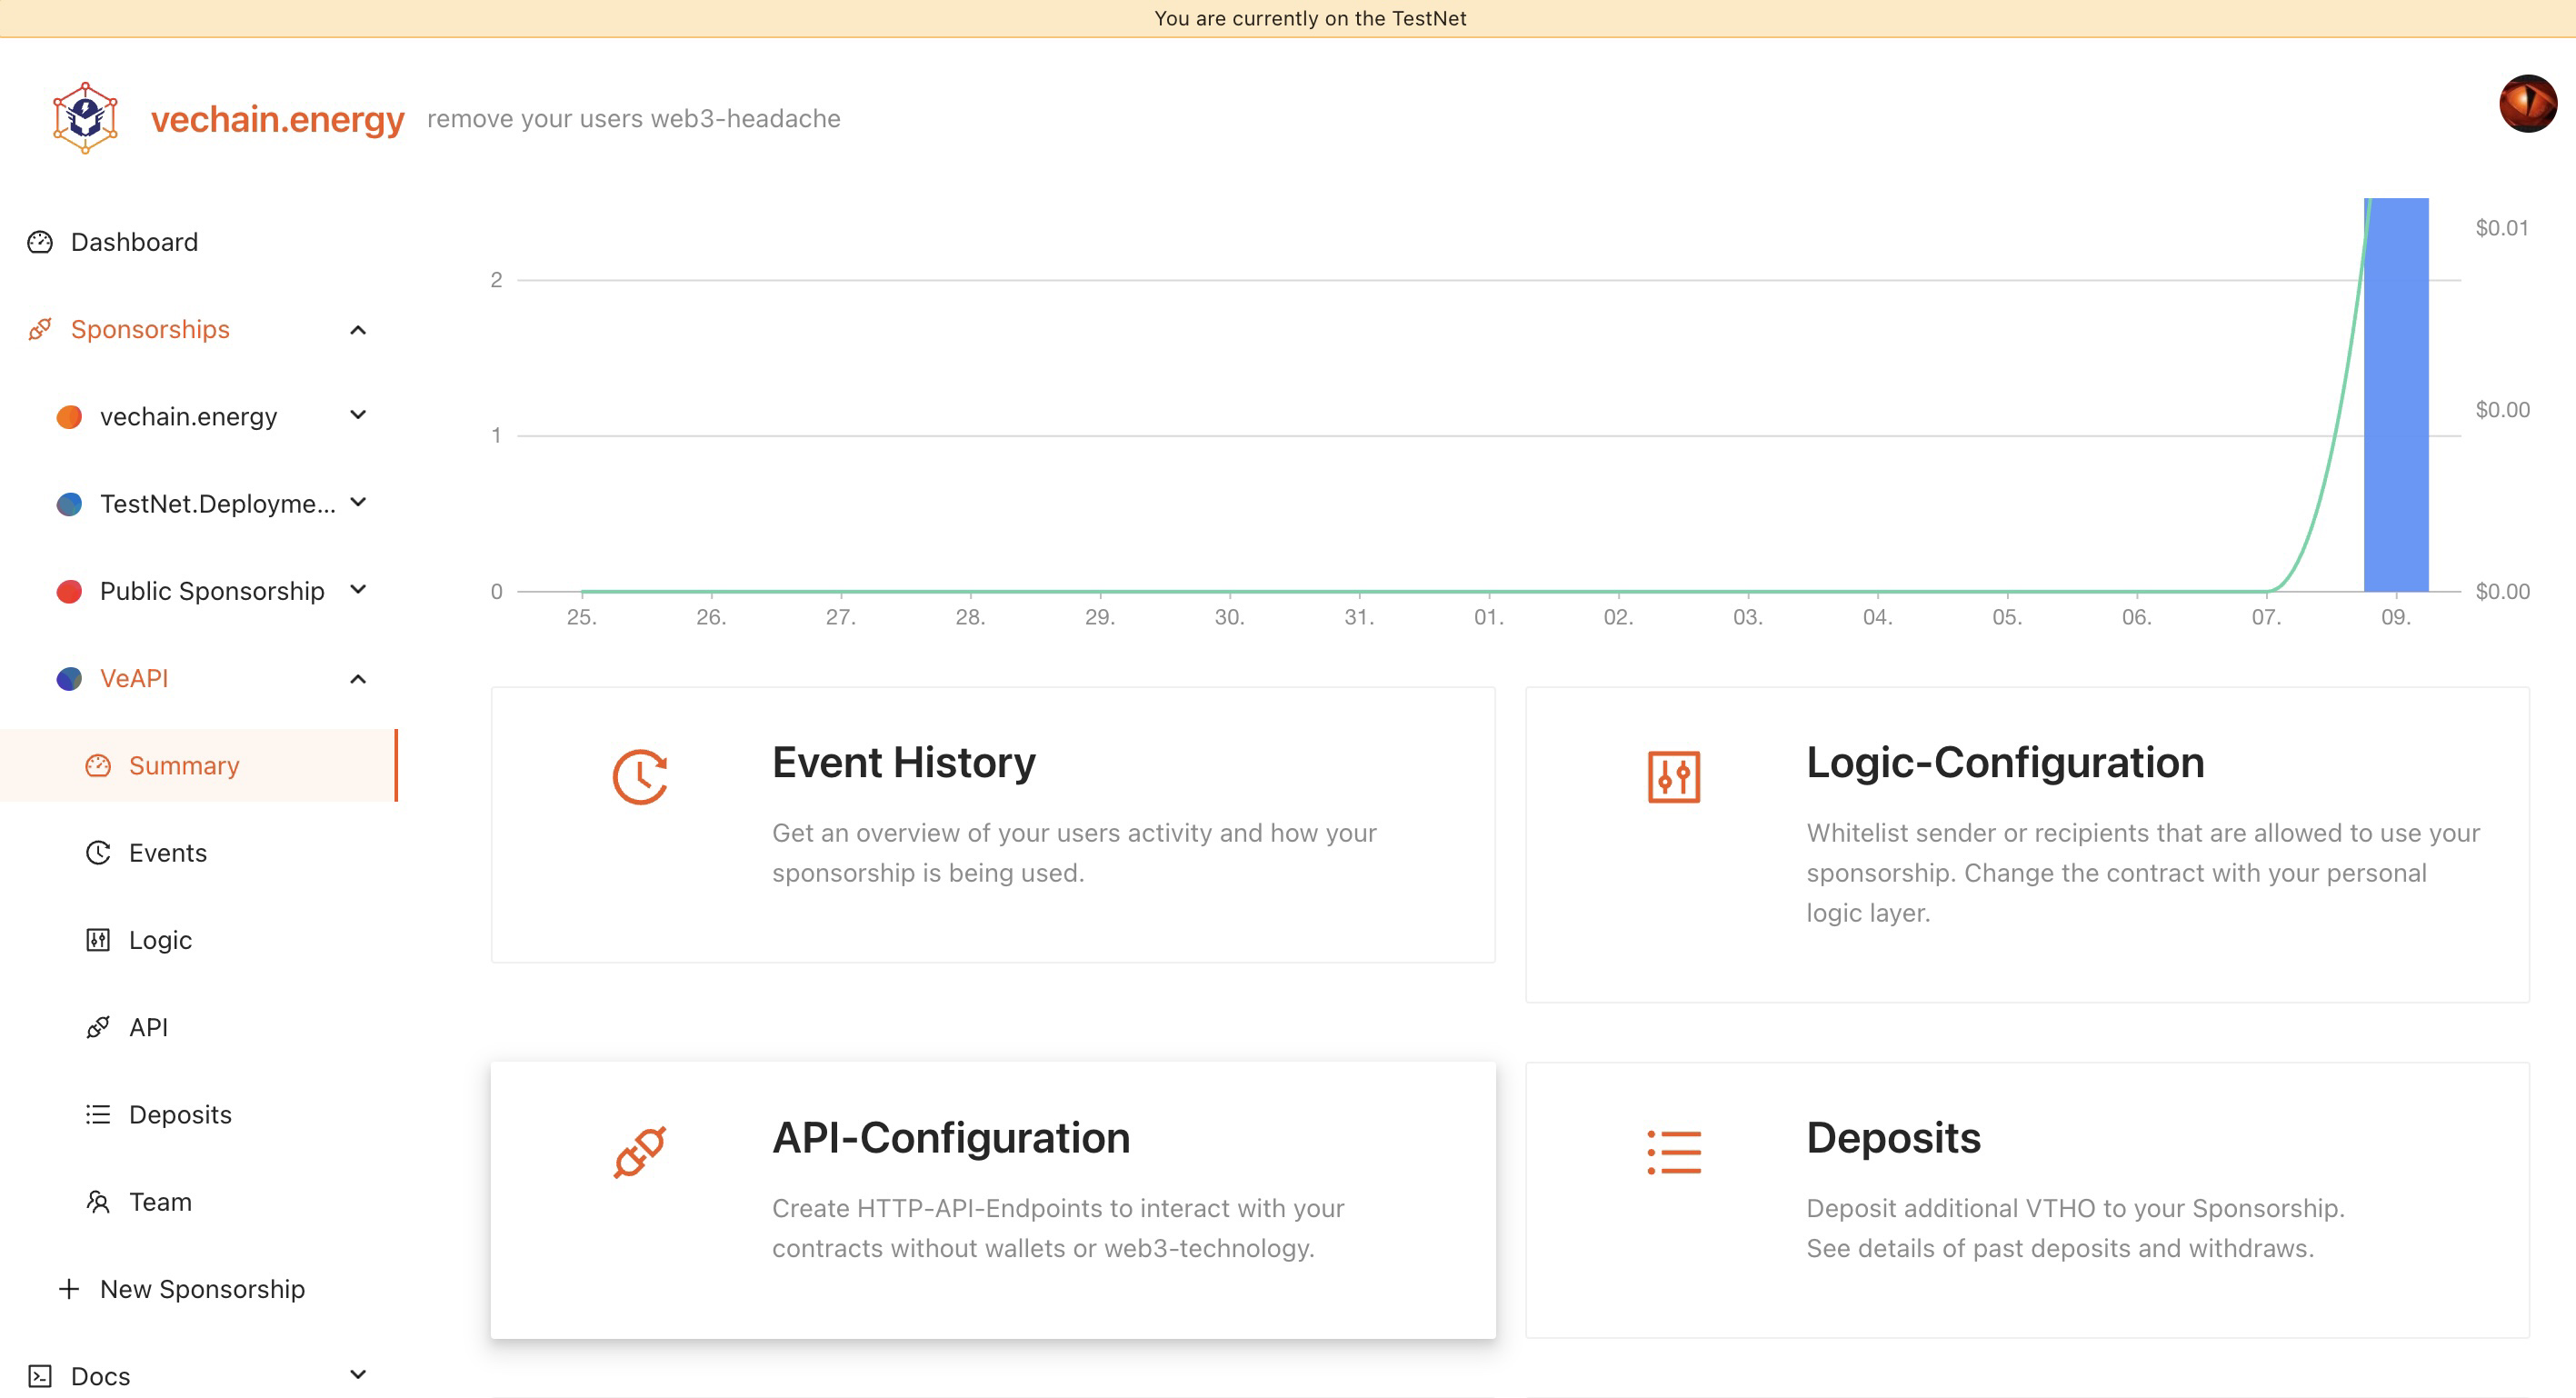 You are currently on the TestNet
vechain.energy
remove your users web3-headache
Dashboard
Sponsorships
vechain.energy
TestNet.Deployme...
Public Sponsorship
VeAPI
Summary
Events
Logic
API
Deposits
Team
New Sponsorship
Docs
2
1
0
$0.01
$0.00
$0.00
25. 26. 27. 28. 29. 30. 31. 01. 02. 03. 04. 05. 06. 07. 09.
Event History
Get an overview of your users activity and how your
sponsorship is being used.
Logic-Configuration
Whitelist sender or recipients that are allowed to use your
sponsorship. Change the contract with your personal
logic layer.
API-Configuration
Create HTTP-API-Endpoints to interact with your
contracts without wallets or web3-technology.
Deposits
Deposit additional VTHO to your Sponsorship.
See details of past deposits and withdraws.